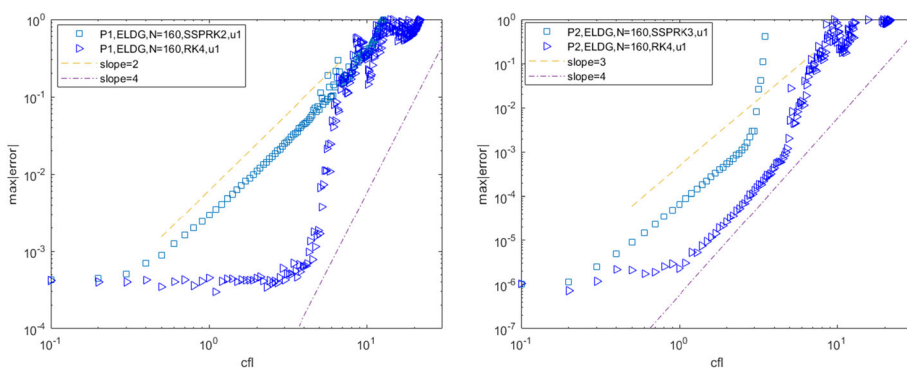 P1,ELDG,N=160,SSPRK2,u1
P1,ELDG,N=160,RK4,u1
slope=2
slope=4
max|error|
10^0
10^-1
10^-2
10^-3
10^-4
10^-1
10^0
10^1
cfl
P2,ELDG,N=160,SSPRK3,u1
P2,ELDG,N=160,RK4,u1
slope=3
slope=4
max|error|
10^0
10^-1
10^-2
10^-3
10^-4
10^-5
10^-6
10^-7
10^-1
10^0
10^1
cfl